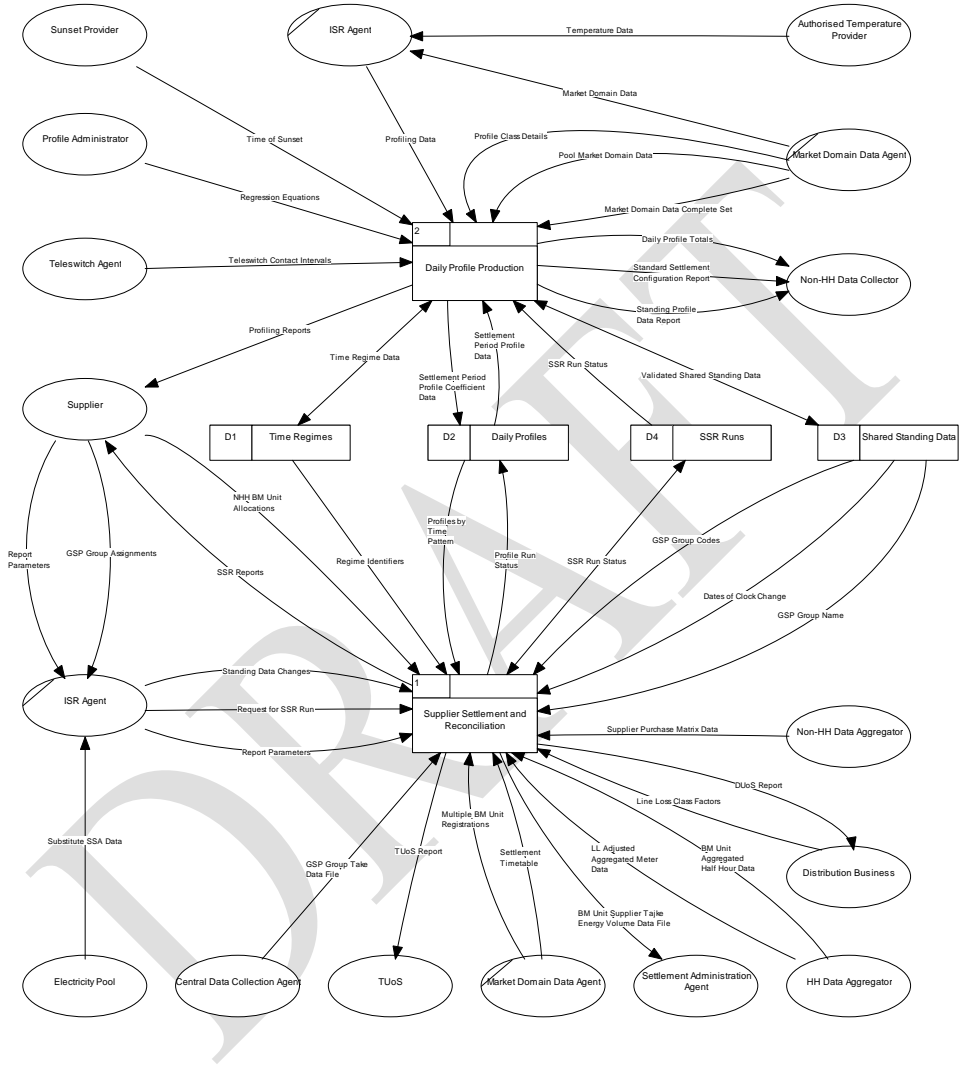 Sunset Provider
ISR Agent
Authorised Temperature
Provider
Temperature Data
Market Domain Data
Profile Administrator
Time of Sunset
Profiling Data
Profile Class Details
Pool Market Domain Data
Market Domain Data Agent
Regression Equations
Market Domain Data Complete Set
2
Daily Profile Totals
Teleswitch Agent
Teleswitch Contact Intervals
Daily Profile Production
Standard Settlement
Configuration Report
Non-HH Data Collector
Standing Profile
Data Report
Profiling Reports
Time Regime Data
Settlement
Period Profile
Data
SSR Run Status
Settlement Period
Profile Coefficient
Data
Validated Shared Standing Data
Supplier
D1
Time Regimes
D2
Daily Profiles
D4
SSR Runs
D3
Shared Standing Data
NHH BM Unit
Allocations
Report
Parameters
GSP Group Assignments
SSR Reports
Regime Identifiers
Profiles by
Time
Pattern
Profile Run
Status
SSR Run Status
GSP Group Codes
Dates of Clock Change
GSP Group Name
ISR Agent
Standing Data Changes
Request for SSR Run
Report Parameters
1
Supplier Settlement and
Reconciliation
Supplier Purchase Matrix Data
Non-HH Data Aggregator
DUoS Report
Line Loss Class Factors
Substitute SSA Data
GSP Group Take
Data File
TUoS Report
Multiple BM Unit
Registrations
Settlement
Timetable
LL Adjusted
Aggregated Meter
Data
BM Unit
Aggregated
Half Hour Data
Distribution Business
BM Unit Supplier Tajke
Energy Volume Data File
Electricity Pool
Central Data Collection Agent
TUoS
Market Domain Data Agent
Settlement Administration
Agent
HH Data Aggregator
DRAFT